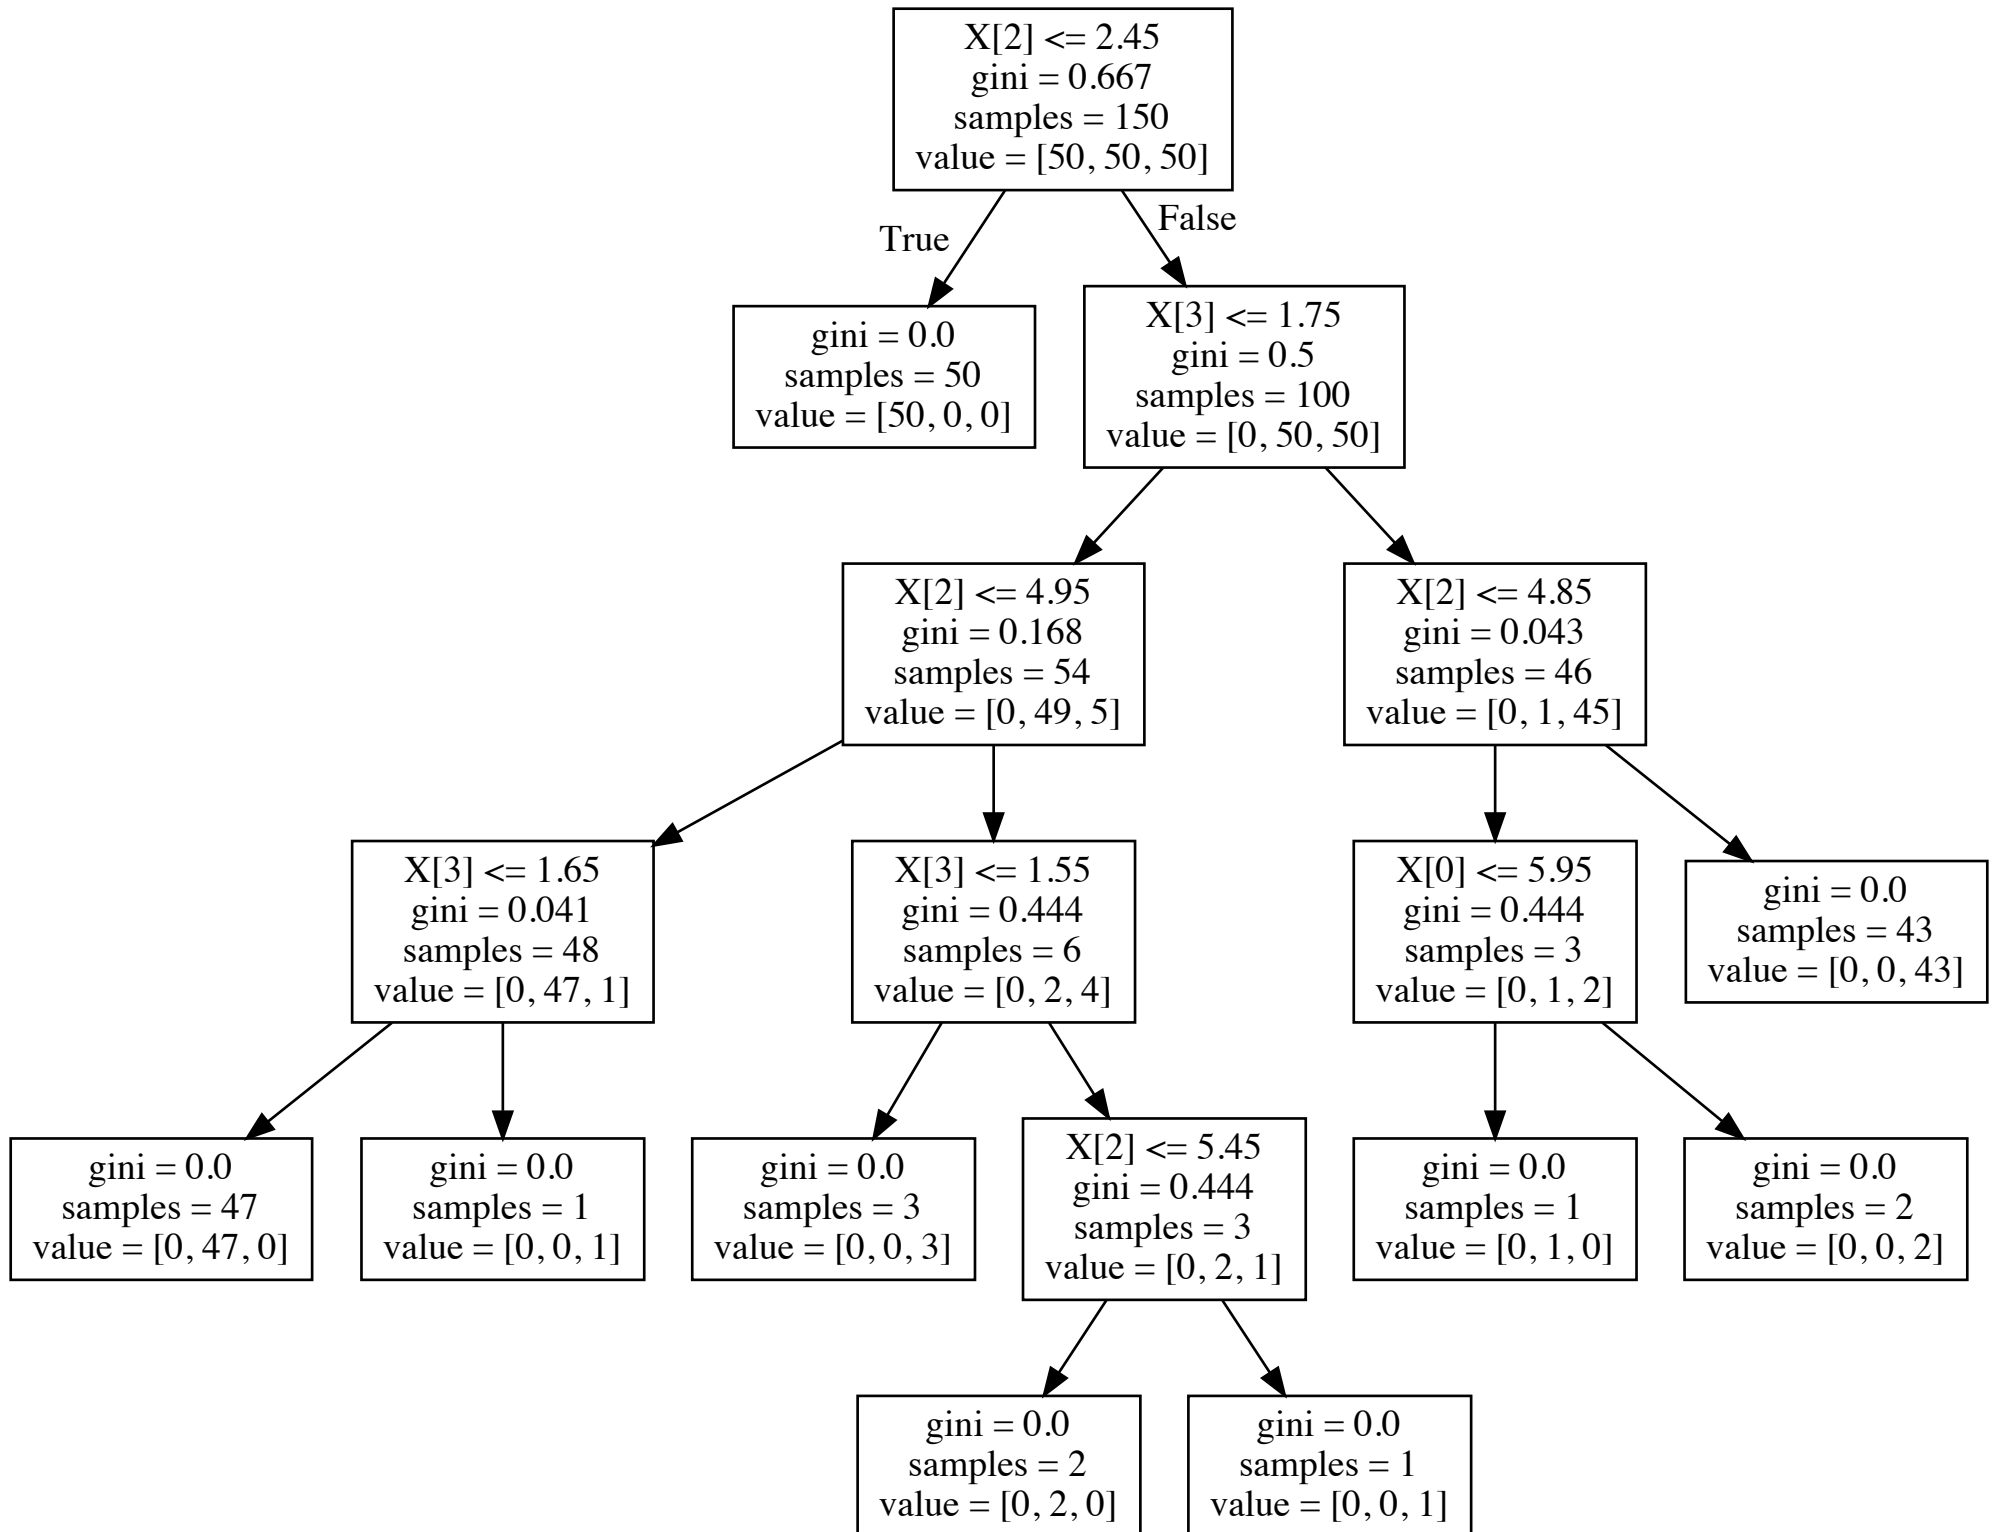 X[2] <= 2.45
gini = 0.667
samples = 150
value = [50, 50, 50]
True
False
gini = 0.0
samples = 50
value = [50, 0, 0]
X[3] <= 1.75
gini = 0.5
samples = 100
value = [0, 50, 50]
X[2] <= 4.95
gini = 0.168
samples = 54
value = [0, 49, 5]
X[2] <= 4.85
gini = 0.043
samples = 46
value = [0, 1, 45]
X[3] <= 1.65
gini = 0.041
samples = 48
value = [0, 47, 1]
X[3] <= 1.55
gini = 0.444
samples = 6
value = [0, 2, 4]
X[0] <= 5.95
gini = 0.444
samples = 3
value = [0, 1, 2]
gini = 0.0
samples = 43
value = [0, 0, 43]
gini = 0.0
samples = 47
value = [0, 47, 0]
gini = 0.0
samples = 1
value = [0, 0, 1]
gini = 0.0
samples = 3
value = [0, 0, 3]
X[2] <= 5.45
gini = 0.444
samples = 3
value = [0, 2, 1]
gini = 0.0
samples = 1
value = [0, 1, 0]
gini = 0.0
samples = 2
value = [0, 0, 2]
gini = 0.0
samples = 2
value = [0, 2, 0]
gini = 0.0
samples = 1
value = [0, 0, 1]